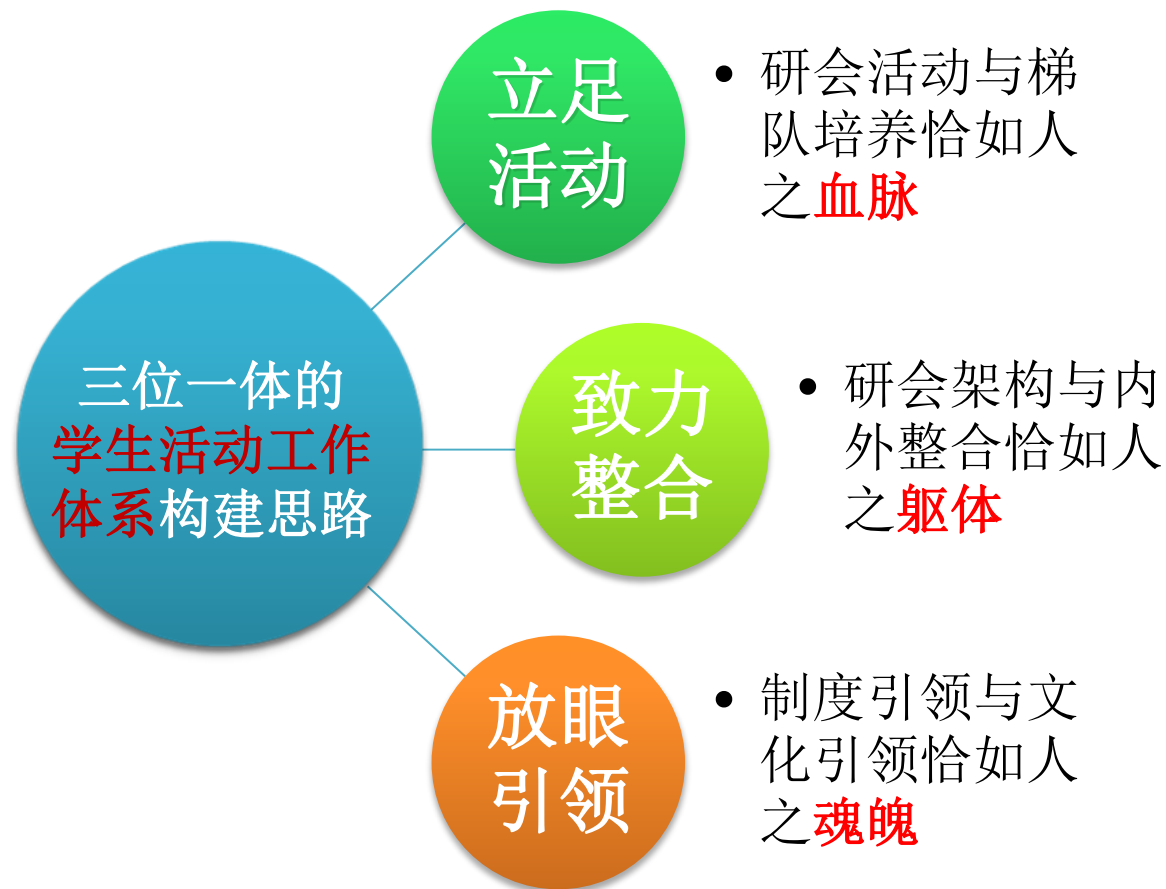 立足
活动
• 研会活动与梯
队培养恰如人
之血脉
三位一体的
学生活动工作
体系构建思路
致力
整合
• 研会架构与内
外整合恰如人
之躯体
放眼
引领
• 制度引领与文
化引领恰如人
之魂魄